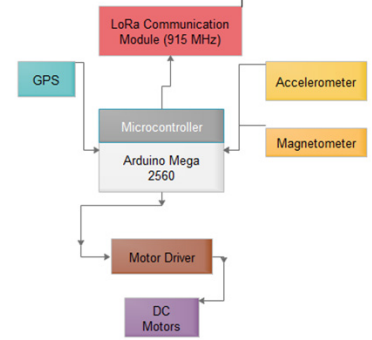 LoRa Communication
Module (915 MHz)
GPS
Accelerometer
Microcontroller
Magnetometer
Arduino Mega
2560
Motor Driver
DC
Motors